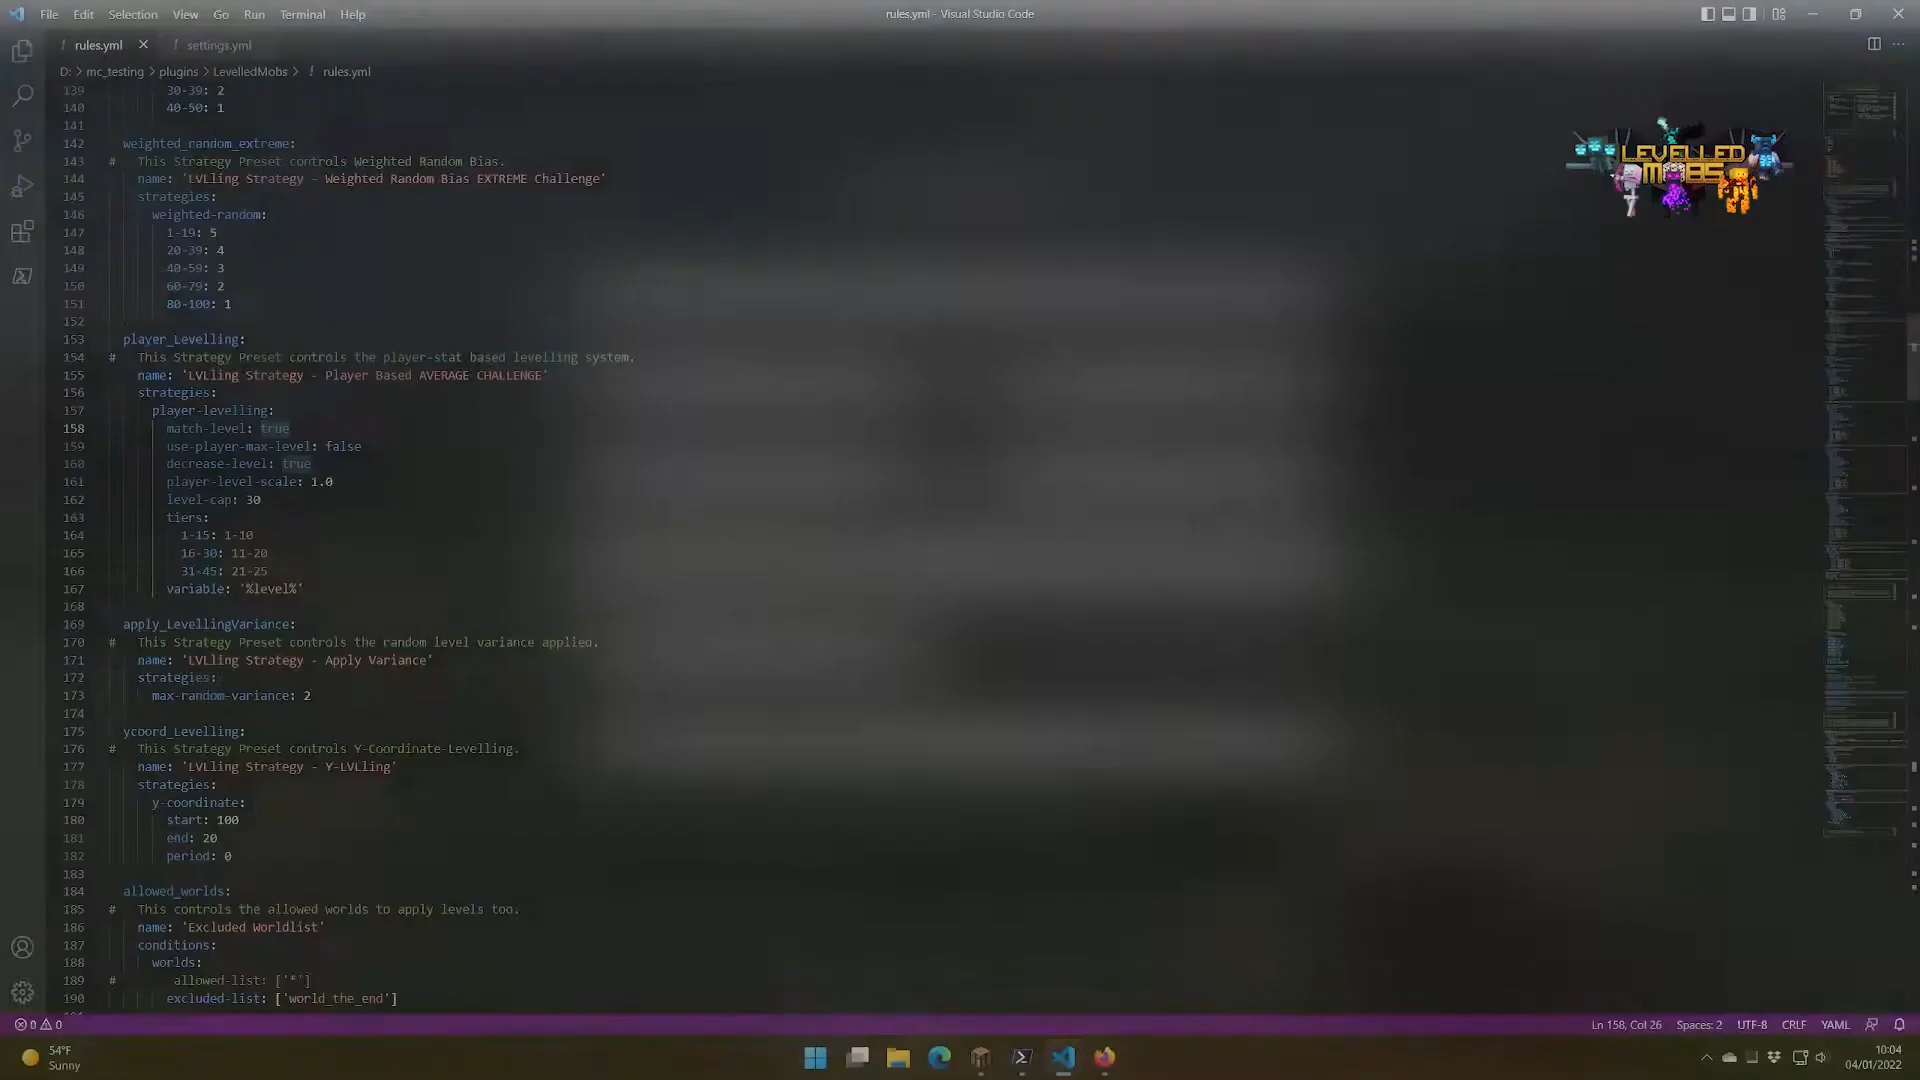 File Edit Selection View Go Run Terminal Help
rules.yml - Visual Studio Code
! rules.yml
! settings.yml
D: > mc_testing > plugins > LevelledMobs > ! rules.yml
139 30-39: 2
140 40-50: 1
141
142 weighted_random_extreme:
143 # This Strategy Preset controls Weighted Random Bias.
144 name: 'LVLling Strategy - Weighted Random Bias EXTREME Challenge'
145 strategies:
146 weighted-random:
147 1-19: 5
148 20-39: 4
149 40-59: 3
150 60-79: 2
151 80-100: 1
152
153 player_Levelling:
154 # This Strategy Preset controls the player-stat based levelling system.
155 name: 'LVLling Strategy - Player Based AVERAGE CHALLENGE'
156 strategies:
157 player-levelling:
158 match-level: true
159 use-player-max-level: false
160 decrease-level: true
161 player-level-scale: 1.0
162 level-cap: 30
163 tiers:
164 1-15: 1-10
165 16-30: 11-20
166 31-45: 21-25
167 variable: '%level%'
168
169 apply_LevellingVariance:
170 # This Strategy Preset controls the random level variance applied.
171 name: 'LVLling Strategy - Apply Variance'
172 strategies:
173 max-random-variance: 2
174
175 ycoord_Levelling:
176 # This Strategy Preset controls Y-Coordinate-Levelling.
177 name: 'LVLling Strategy - Y-LVLling'
178 strategies:
179 y-coordinate:
180 start: 100
181 end: 20
182 period: 0
183
184 allowed_worlds:
185 # This controls the allowed worlds to apply levels too.
186 name: 'Excluded Worldlist'
187 conditions:
188 worlds:
189 # allowed-list: ['*']
190 excluded-list: ['world_the_end']
LEVELLED
MOBS
0 0
Ln 158, Col 26 Spaces: 2 UTF-8 CRLF YAML
54°F
Sunny
10:04
04/01/2022